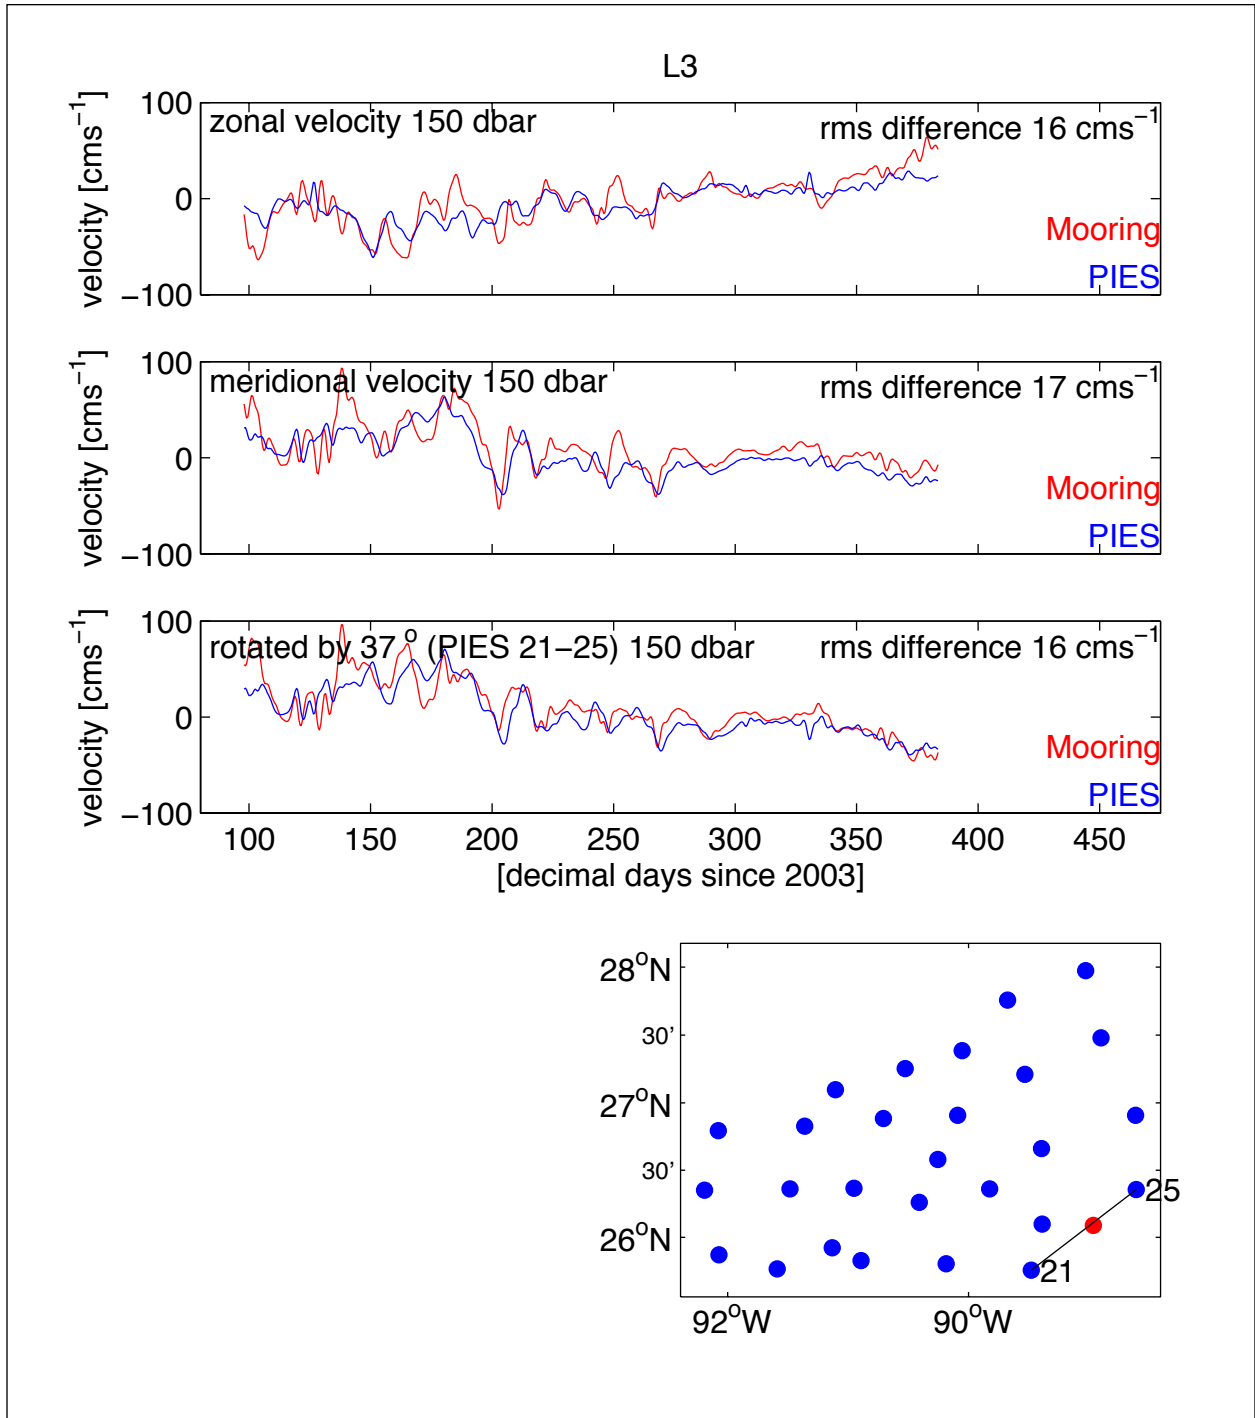 L3
100
zonal velocity 150 dbar
rms difference 16 cms⁻¹
velocity [cms⁻¹]
0
Mooring
PIES
−100
100
meridional velocity 150 dbar
rms difference 17 cms⁻¹
velocity [cms⁻¹]
0
Mooring
PIES
−100
100
rotated by 37 ° (PIES 21−25) 150 dbar
rms difference 16 cms⁻¹
velocity [cms⁻¹]
0
Mooring
PIES
−100
100 150 200 250 300 350 400 450
[decimal days since 2003]
28°N
30'
27°N
30'
25
26°N
21
92°W 90°W